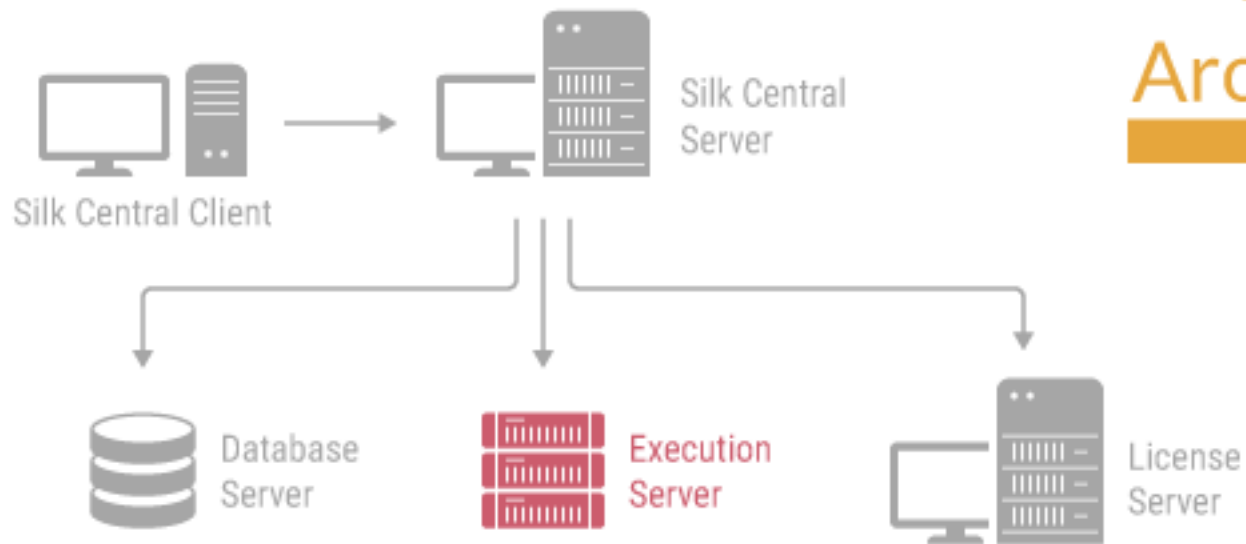 Silk Central
Server
Silk Central Client
Database
Server
Execution
Server
License
Server